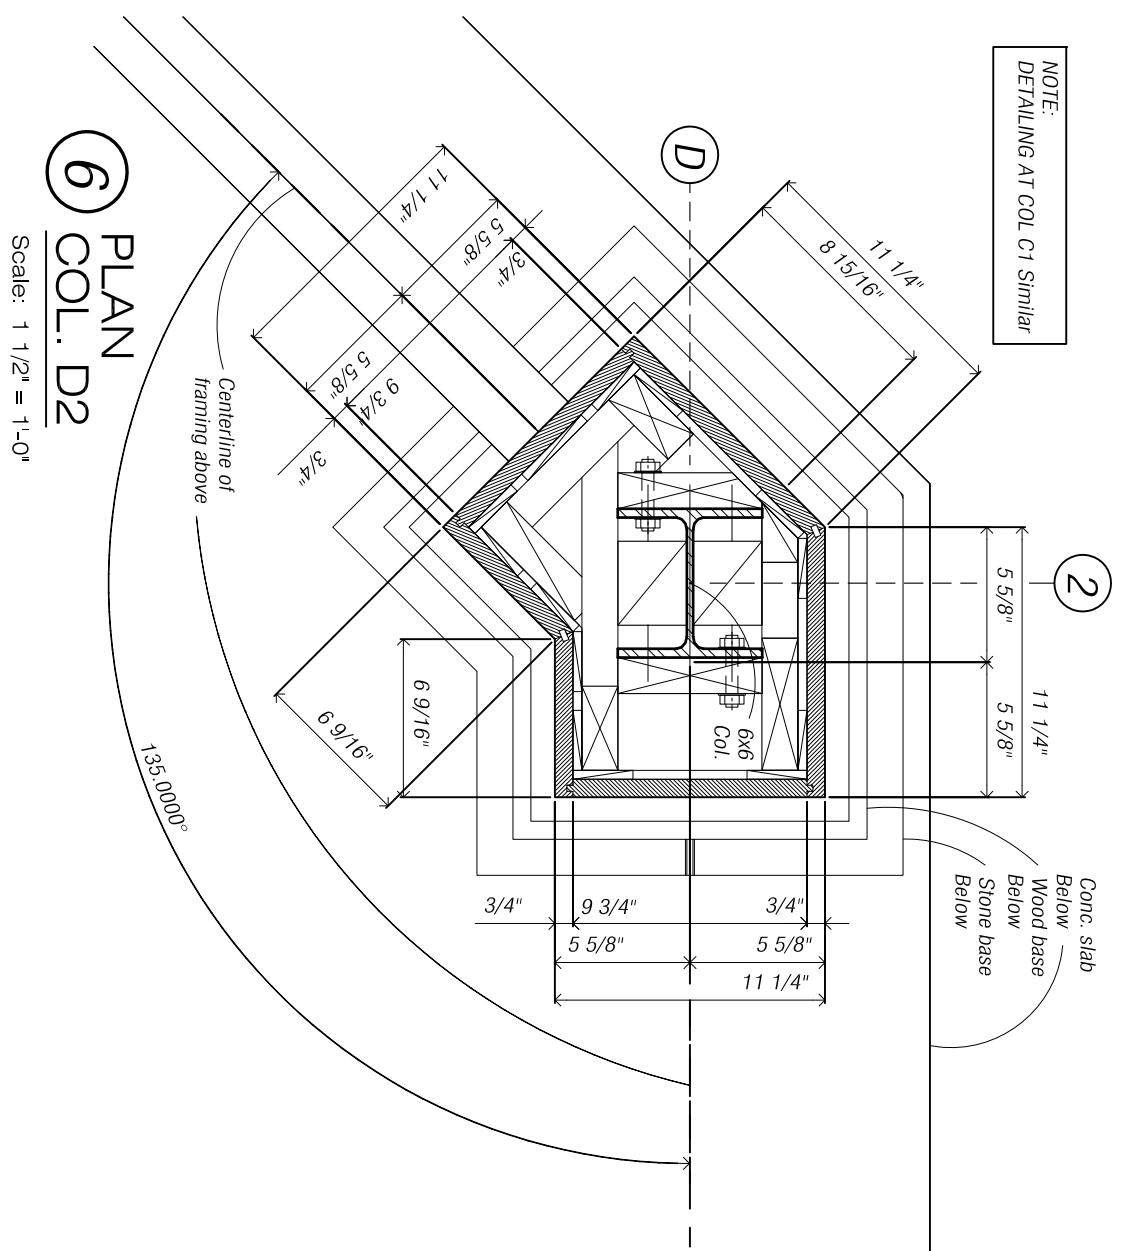 NOTE:
DETAILING AT COL C1 Similar
D
2
11 1/4"
8 15/16"
11 1/4"
5 5/8"
3/4"
5 5/8"
9 3/4"
3/4"
5 5/8"
5 5/8"
11 1/4"
6x6
Col.
6 9/16"
6 9/16"
135.0000°
Centerline of
framing above
Conc. slab
Below
Wood base
Below
Stone base
Below
3/4"
9 3/4"
3/4"
5 5/8"
5 5/8"
11 1/4"
6
PLAN
COL. D2
Scale: 1 1/2" = 1'-0"